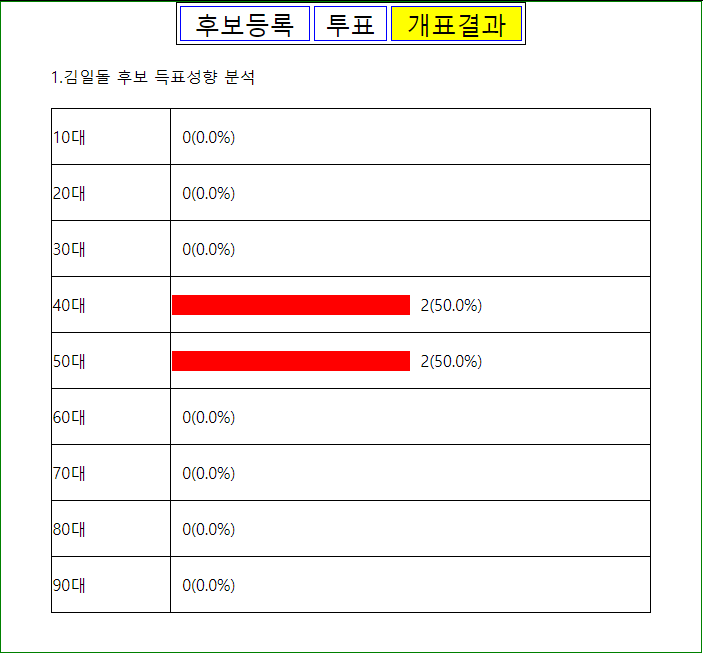 후보등록 투표 개표결과
1.김일돌 후보 득표성향 분석
10대 0(0.0%)
20대 0(0.0%)
30대 0(0.0%)
40대 2(50.0%)
50대 2(50.0%)
60대 0(0.0%)
70대 0(0.0%)
80대 0(0.0%)
90대 0(0.0%)